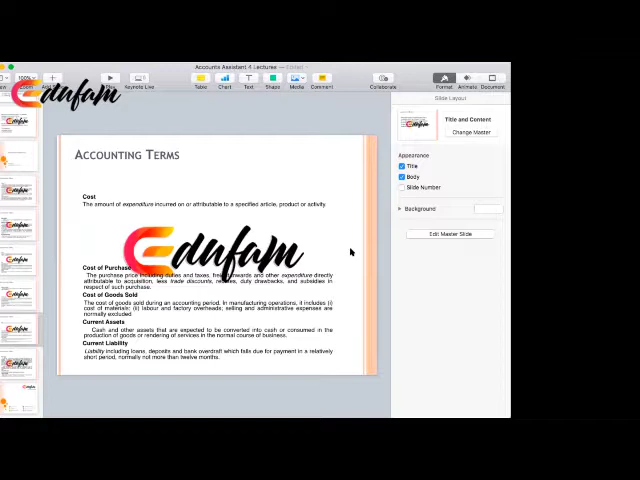 Accounts Assistant 4 Lectures
100%
Zoom
Play
Keynote Live
Table
Chart
Text
Shape
Media
Comment
Collaborate
Format
Animate
Document
Edufam
Slide Layout
Title and Content
Change Master
Appearance
Title
Body
Slide Number
Background
Edit Master Slide
ACCOUNTING TERMS
Cost
The amount of expenditure incurred on or attributable to a specified article, product or activity.
Edufam
Cost of Purchase
The purchase price including duties and taxes, freight inwards and other expenditure directly
attributable to acquisition, less trade discounts, rebates, duty drawbacks, and subsidies in
respect of such purchase.
Cost of Goods Sold
The cost of goods sold during an accounting period. In manufacturing operations, it includes (i)
cost of materials; (ii) labour and factory overheads; selling and administrative expenses are
normally excluded
Current Assets
Cash and other assets that are expected to be converted into cash or consumed in the
production of goods or rendering of services in the normal course of business.
Current Liability
Liability including loans, deposits and bank overdraft which falls due for payment in a relatively
short period, normally not more than twelve months.